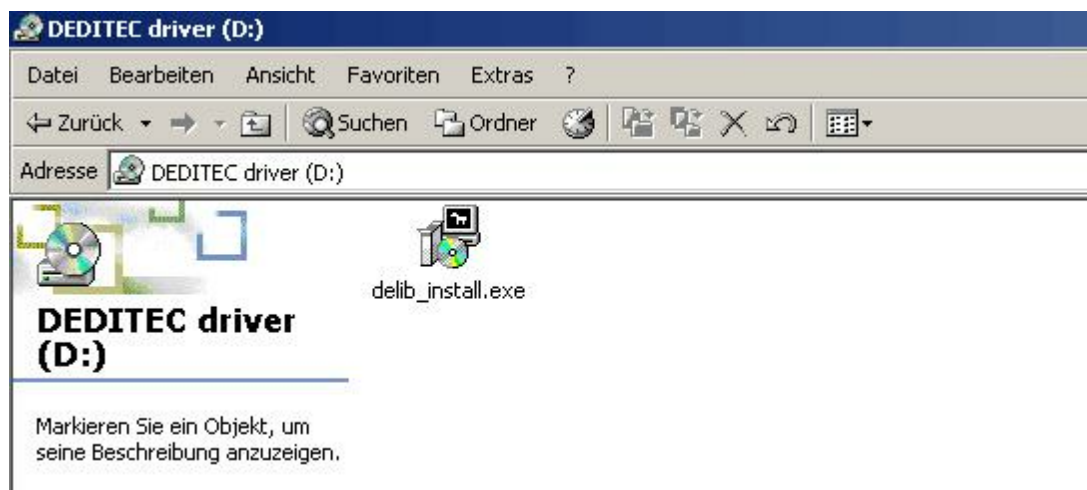 DEDITEC driver (D:)
Datei Bearbeiten Ansicht Favoriten Extras ?
Zurück Suchen Ordner
Adresse DEDITEC driver (D:)
delib_install.exe
DEDITEC driver
(D:)
Markieren Sie ein Objekt, um
seine Beschreibung anzuzeigen.